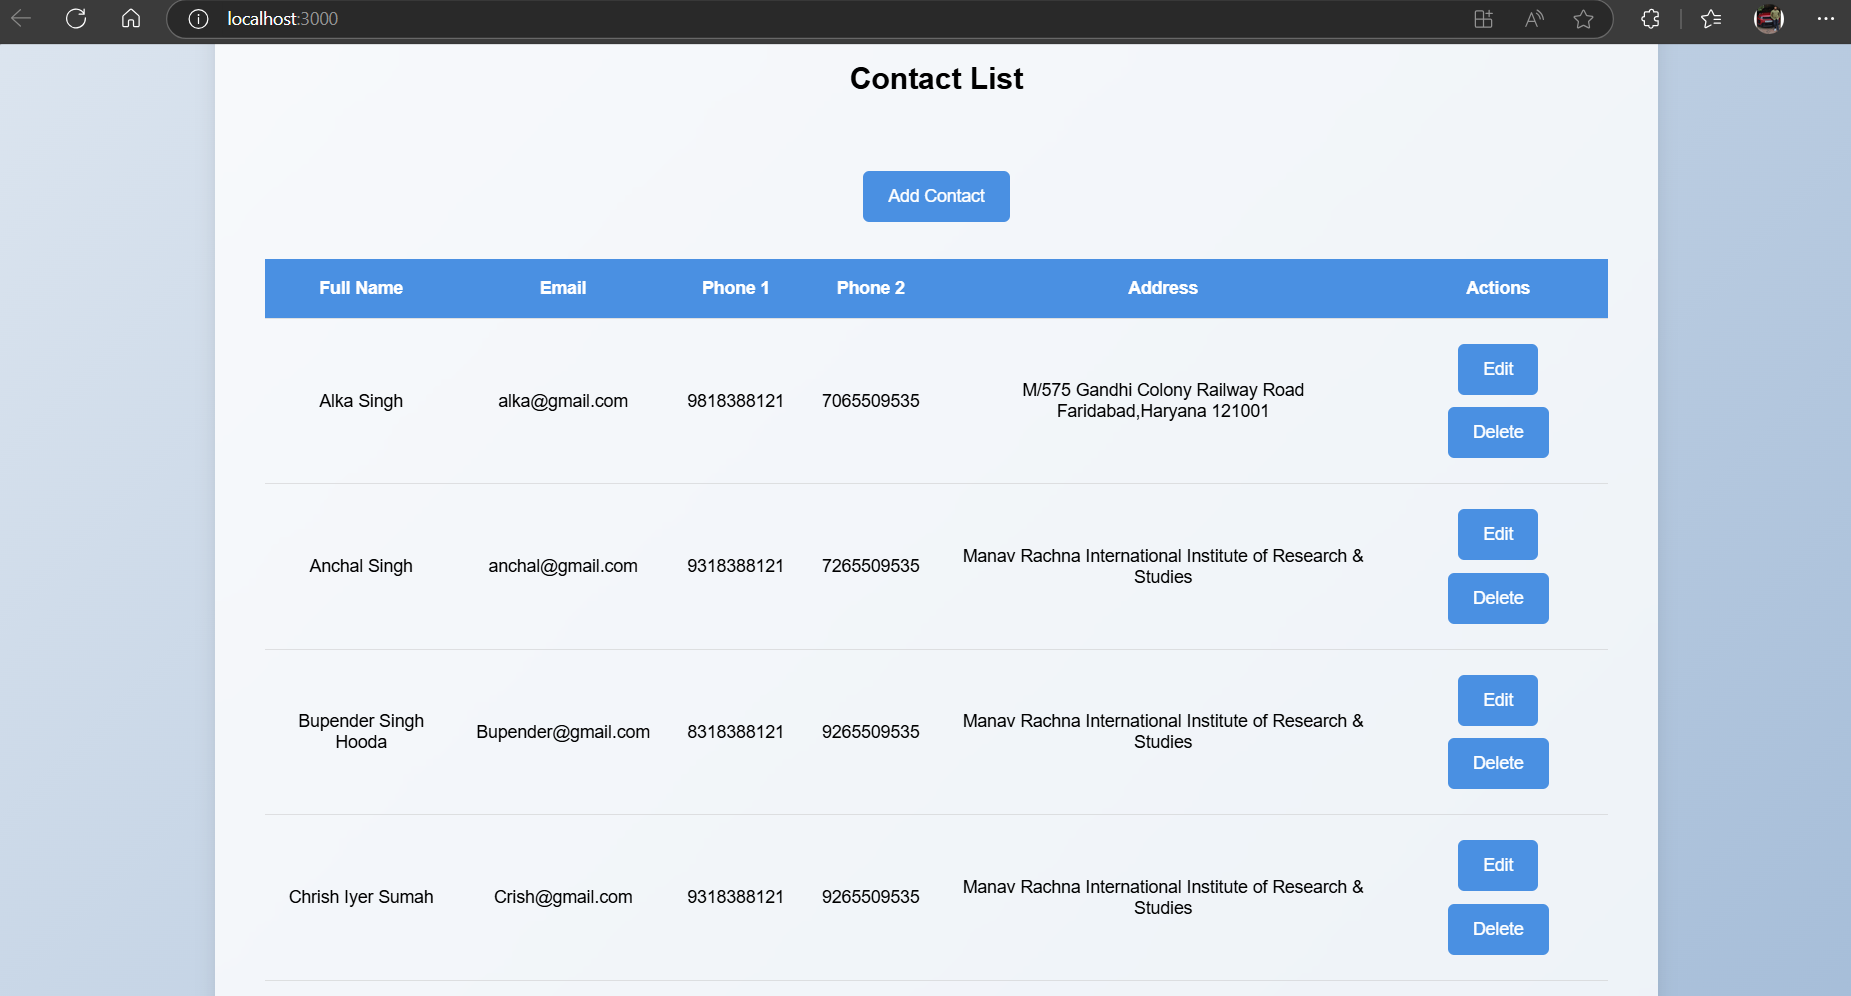 localhost:3000
Contact List
Add Contact
Full Name Email Phone 1 Phone 2 Address Actions
Alka Singh alka@gmail.com 9818388121 7065509535 M/575 Gandhi Colony Railway Road
Faridabad,Haryana 121001
Edit
Delete
Anchal Singh anchal@gmail.com 9318388121 7265509535 Manav Rachna International Institute of Research &
Studies
Edit
Delete
Bupender Singh
Hooda
Bupender@gmail.com 8318388121 9265509535 Manav Rachna International Institute of Research &
Studies
Edit
Delete
Chrish Iyer Sumah Crish@gmail.com 9318388121 9265509535 Manav Rachna International Institute of Research &
Studies
Edit
Delete